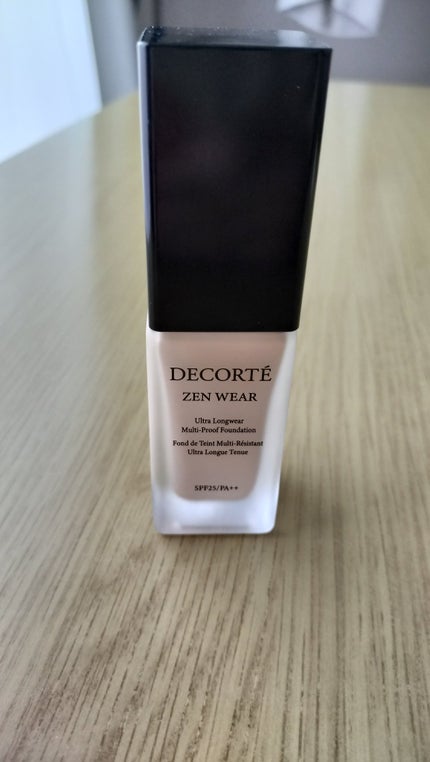 DECORTÉ
ZEN WEAR
Ultra Longwear
Multi-Proof Foundation
Fond de Teint Multi-Résistant
Ultra Longue Tenue
SPF25/PA++